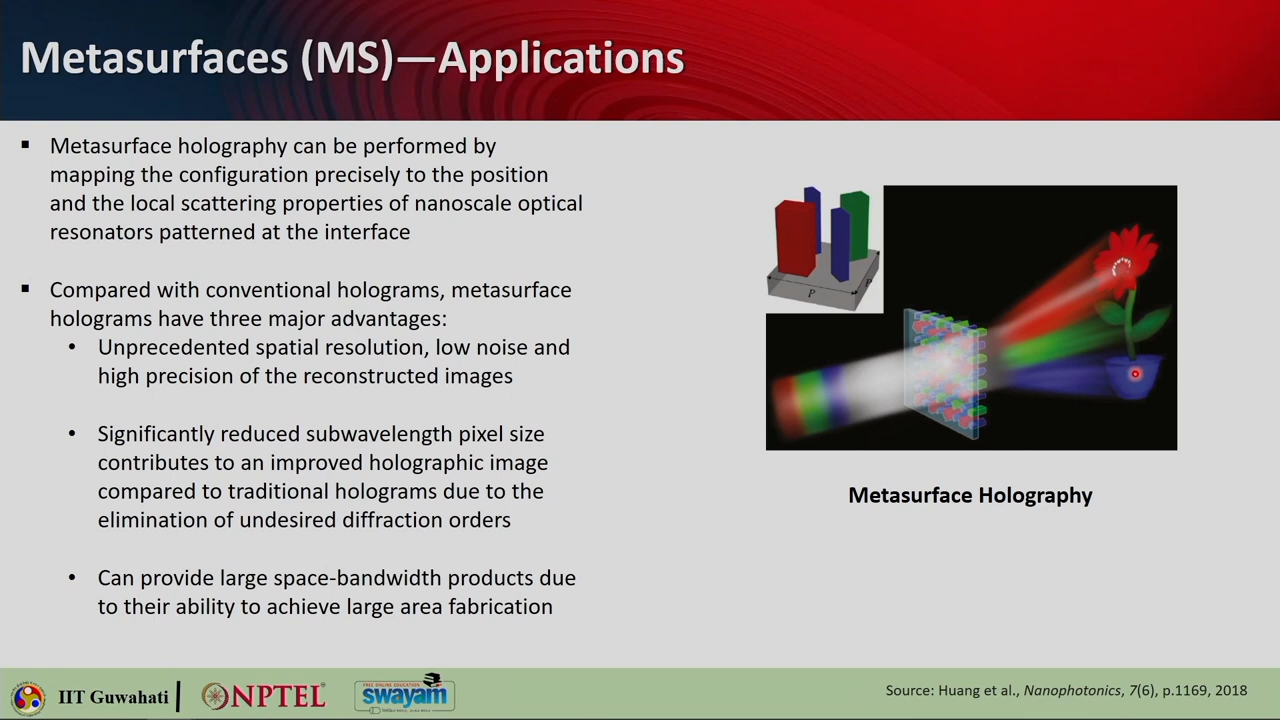 Metasurfaces (MS)—Applications
▪ Metasurface holography can be performed by
mapping the configuration precisely to the position
and the local scattering properties of nanoscale optical
resonators patterned at the interface
▪ Compared with conventional holograms, metasurface
holograms have three major advantages:
• Unprecedented spatial resolution, low noise and
high precision of the reconstructed images
• Significantly reduced subwavelength pixel size
contributes to an improved holographic image
compared to traditional holograms due to the
elimination of undesired diffraction orders
• Can provide large space-bandwidth products due
to their ability to achieve large area fabrication
P
P
Metasurface Holography
IIT Guwahati
NPTEL
FREE ONLINE EDUCATION
swayam
Source: Huang et al., Nanophotonics, 7(6), p.1169, 2018